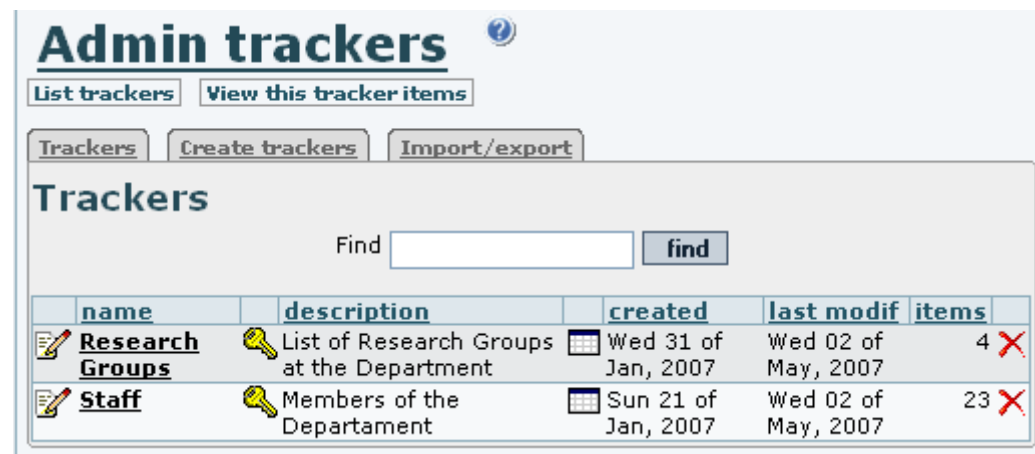 Admin trackers
List trackers View this tracker items
Trackers Create trackers Import/export
Trackers
Find find
name description created last modif items
Research List of Research Groups Wed 31 of Wed 02 of 4
Groups at the Department Jan, 2007 May, 2007
Staff Members of the Sun 21 of Wed 02 of 23
Departament Jan, 2007 May, 2007